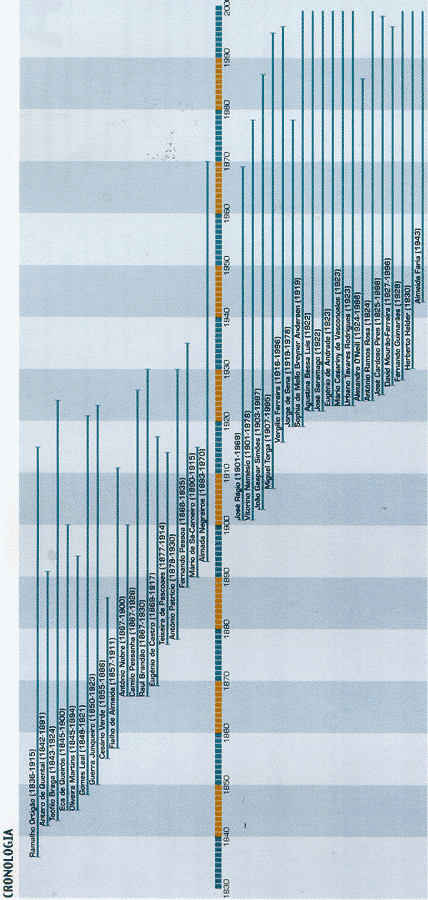 CRONOLOGIA
Ramalho Ortigão (1836-1915)
Antero de Quental (1842-1891)
Teófilo Braga (1843-1924)
Eça de Queirós (1845-1900)
Oliveira Martins (1845-1894)
Gomes Leal (1848-1921)
Guerra Junqueiro (1850-1923)
Cesário Verde (1855-1886)
Fialho de Almeida (1857-1911)
António Nobre (1867-1900)
Camilo Pessanha (1867-1926)
Raul Brandão (1867-1930)
Eugénio de Castro (1869-1917)
Teixeira de Pascoaes (1877-1914)
António Patrício (1878-1930)
Fernando Pessoa (1888-1935)
Mário de Sá-Carneiro (1890-1915)
Almada Negreiros (1893-1970)
1830
1840
1850
1860
1870
1880
1890
1900
1910
1920
1930
1940
1950
1960
1970
1980
1990
2000
José Régio (1901-1969)
Vitorino Nemésio (1901-1978)
João Gaspar Simões (1903-1987)
Miguel Torga (1907-1995)
Vergílio Ferreira (1916-1996)
Jorge de Sena (1919-1978)
Sophia de Mello Breyner Andersen (1919)
Agustina Bessa Luís (1922)
José Saramago (1922)
Eugénio de Andrade (1923)
Mário Cesariny de Vasconcelos (1923)
Urbano Tavares Rodrigues (1923)
Alexandre O'Neill (1924-1986)
António Ramos Rosa (1924)
José Cardoso Pires (1925-1998)
David Mourão-Ferreira (1927-1996)
Fernando Guimarães (1928)
Herberto Helder (1930)
Almeida Faria (1943)